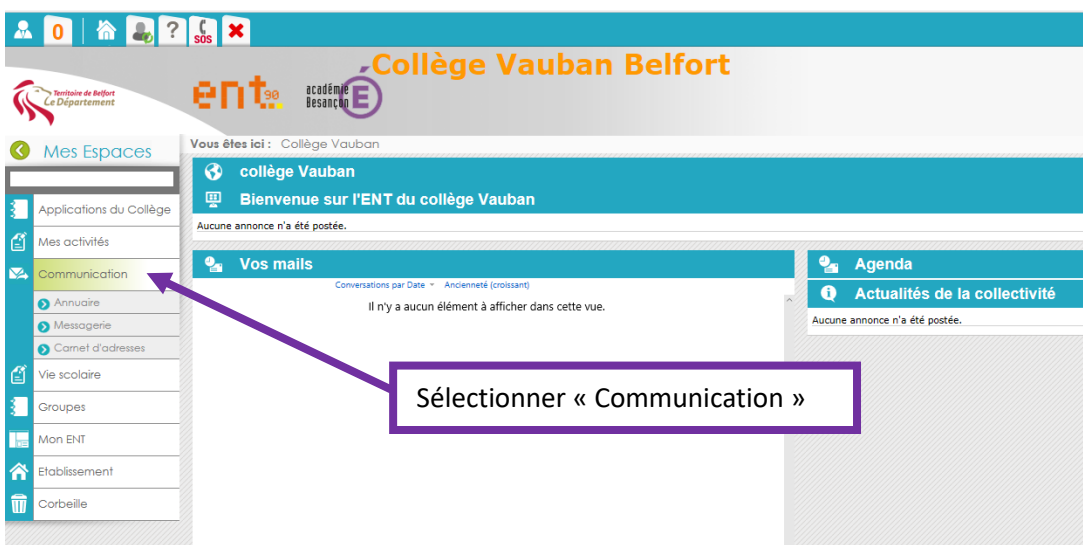 0
?
SOS
Collège Vauban Belfort
Territoire de Belfort
Le Département
ent90
académie
Besançon
Mes Espaces
Vous êtes ici : Collège Vauban
collège Vauban
Bienvenue sur l'ENT du collège Vauban
Aucune annonce n'a été postée.
Applications du Collège
Mes activités
Communication
Annuaire
Messagerie
Carnet d'adresses
Vie scolaire
Groupes
Mon ENT
Etablissement
Corbeille
Vos mails
Conversations par Date Ancienneté (croissant)
Il n'y a aucun élément à afficher dans cette vue.
Agenda
Actualités de la collectivité
Aucune annonce n'a été postée.
Sélectionner « Communication »